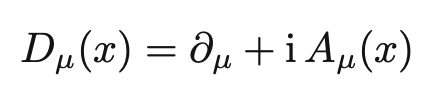 D_μ(x) = ∂_μ + i A_μ(x)